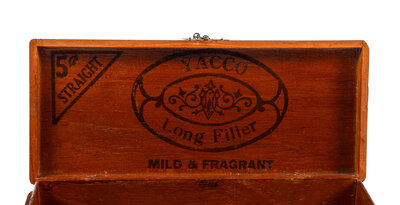 5¢
STRAIGHT
YACCO
Long Filler
MILD & FRAGRANT